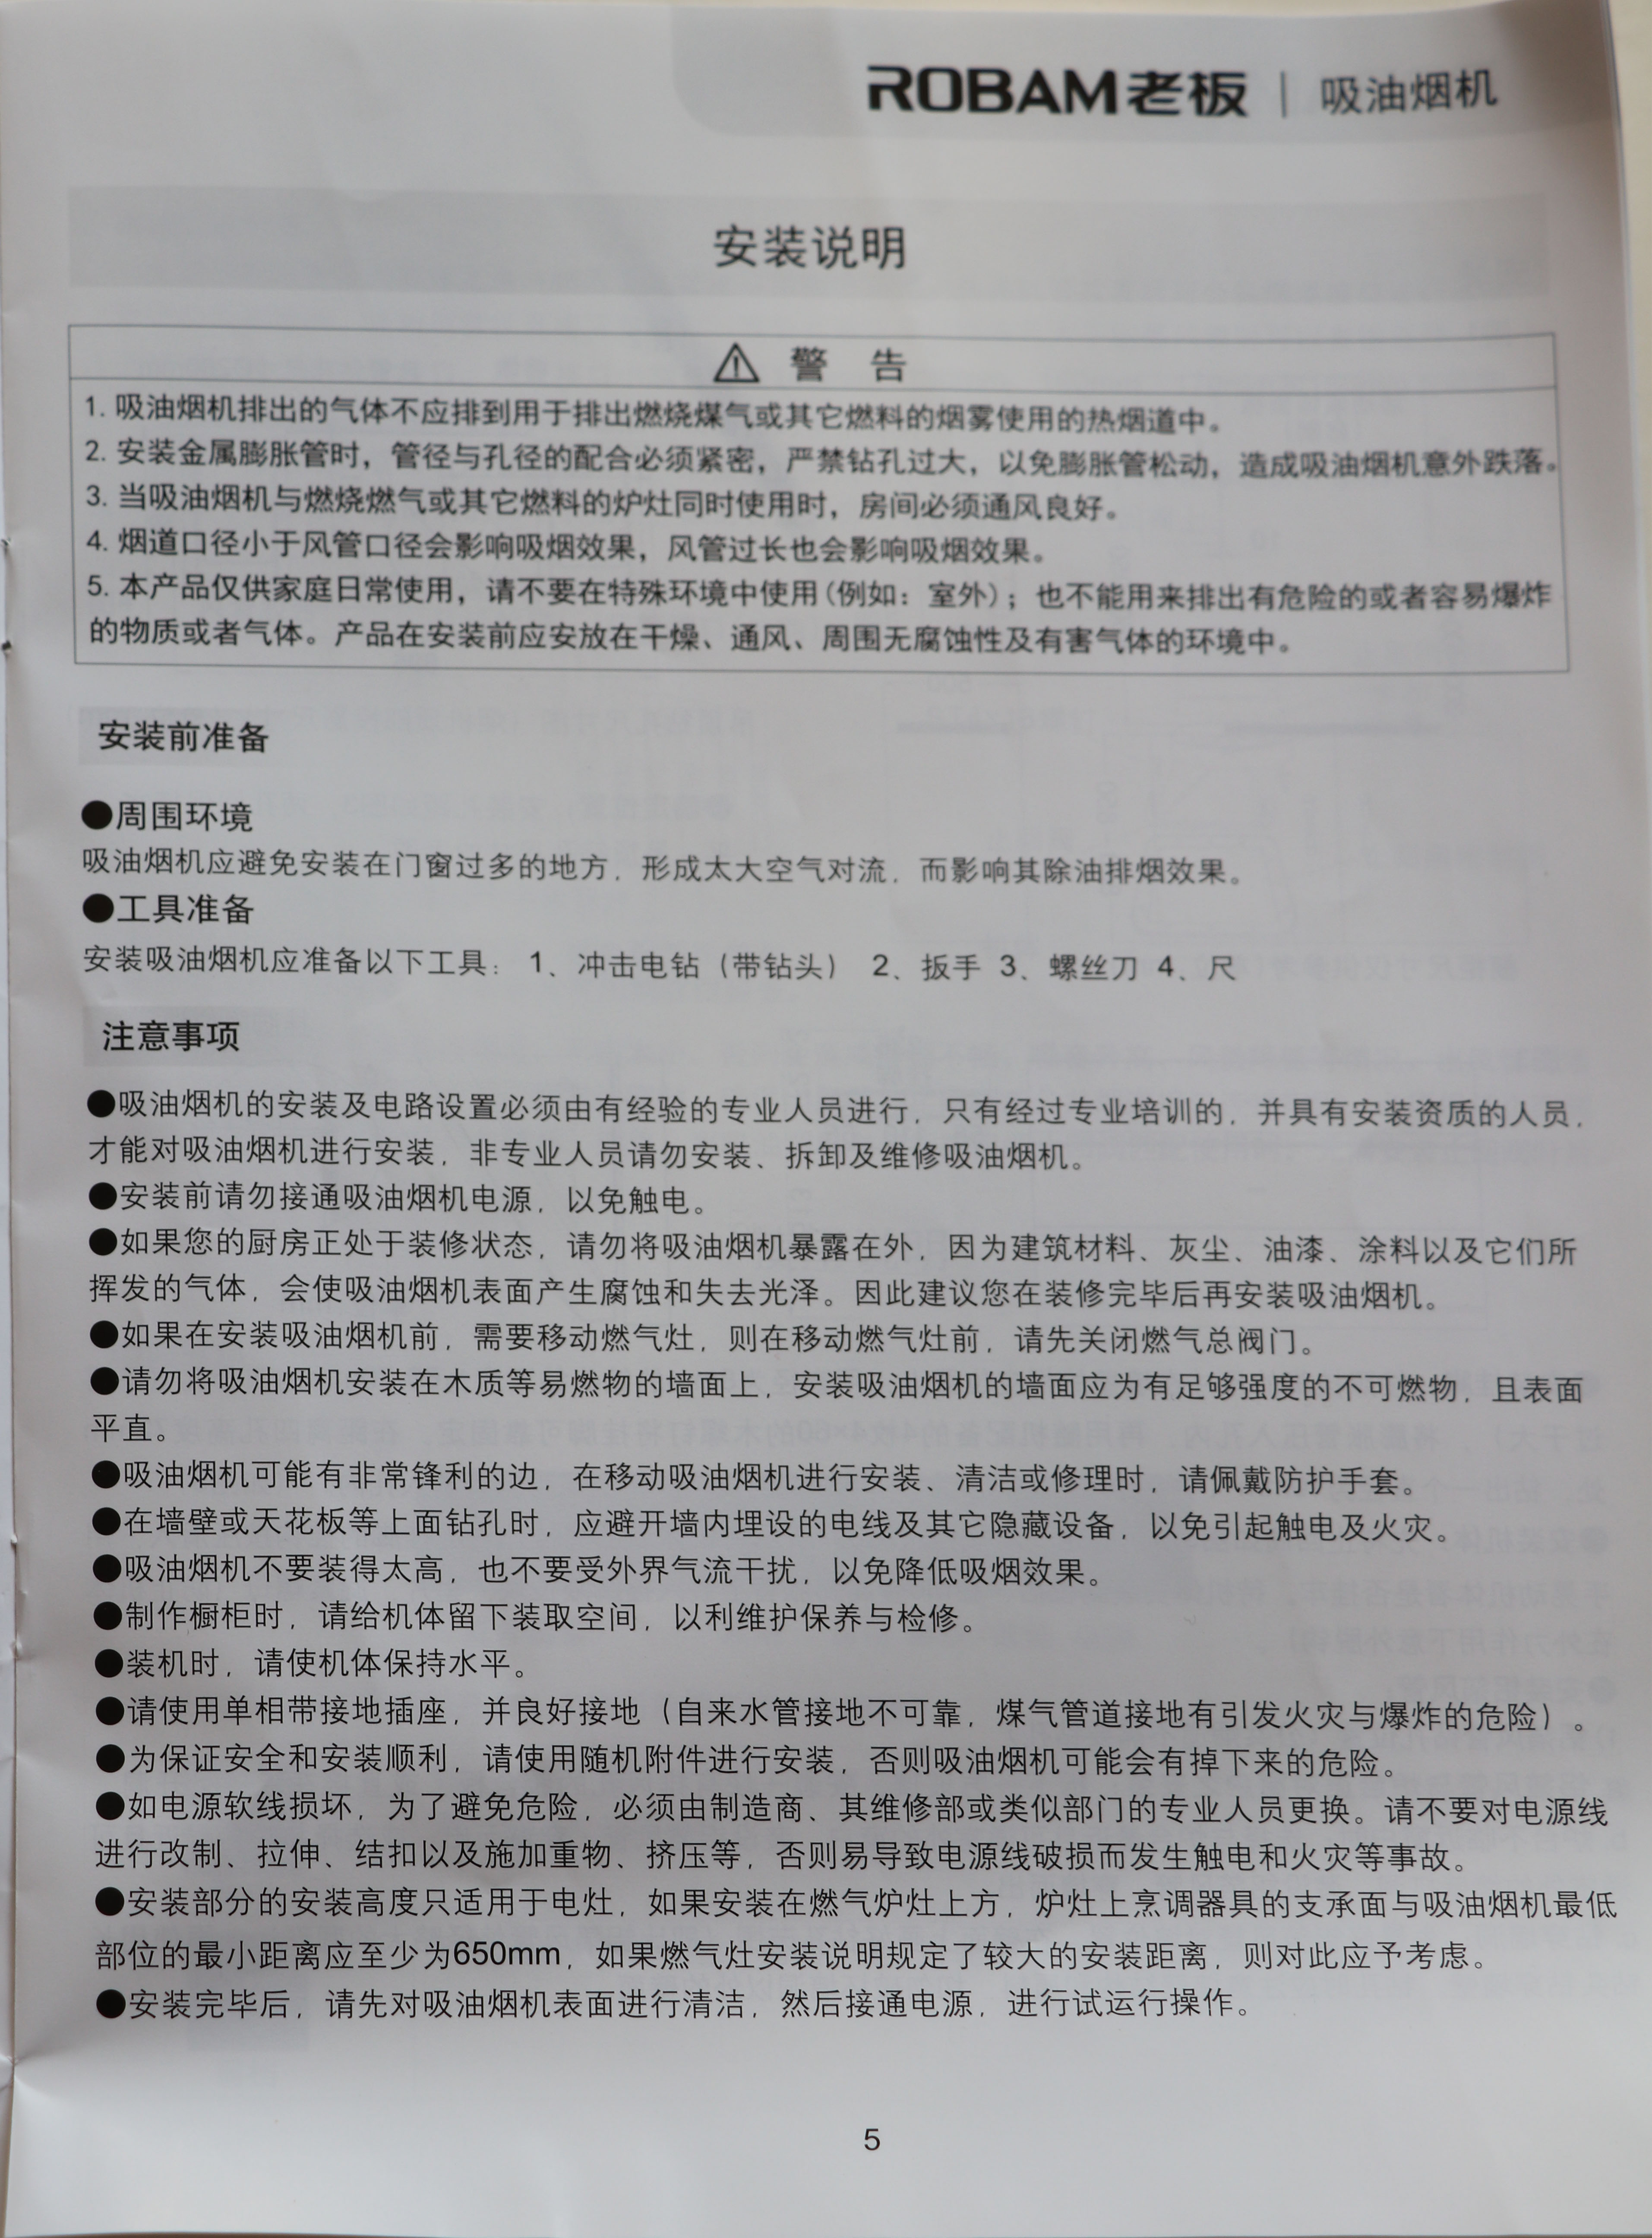 ROBAM老板 | 吸油烟机
安装说明
警 告
1. 吸油烟机排出的气体不应排到用于排出燃烧煤气或其它燃料的烟雾使用的热烟道中。
2. 安装金属膨胀管时，管径与孔径的配合必须紧密，严禁钻孔过大，以免膨胀管松动，造成吸油烟机意外跌落。
3. 当吸油烟机与燃烧燃气或其它燃料的炉灶同时使用时，房间必须通风良好。
4. 烟道口径小于风管口径会影响吸烟效果，风管过长也会影响吸烟效果。
5. 本产品仅供家庭日常使用，请不要在特殊环境中使用(例如：室外)；也不能用来排出有危险的或者容易爆炸
的物质或者气体。产品在安装前应安放在干燥、通风、周围无腐蚀性及有害气体的环境中。
安装前准备
●周围环境
吸油烟机应避免安装在门窗过多的地方，形成太大空气对流，而影响其除油排烟效果。
●工具准备
安装吸油烟机应准备以下工具： 1、冲击电钻（带钻头） 2、扳手 3、螺丝刀 4、尺
注意事项
●吸油烟机的安装及电路设置必须由有经验的专业人员进行，只有经过专业培训的，并具有安装资质的人员，
才能对吸油烟机进行安装，非专业人员请勿安装、拆卸及维修吸油烟机。
●安装前请勿接通吸油烟机电源，以免触电。
●如果您的厨房正处于装修状态，请勿将吸油烟机暴露在外，因为建筑材料、灰尘、油漆、涂料以及它们所
挥发的气体，会使吸油烟机表面产生腐蚀和失去光泽。因此建议您在装修完毕后再安装吸油烟机。
●如果在安装吸油烟机前，需要移动燃气灶，则在移动燃气灶前，请先关闭燃气总阀门。
●请勿将吸油烟机安装在木质等易燃物的墙面上，安装吸油烟机的墙面应为有足够强度的不可燃物，且表面
平直。
●吸油烟机可能有非常锋利的边，在移动吸油烟机进行安装、清洁或修理时，请佩戴防护手套。
●在墙壁或天花板等上面钻孔时，应避开墙内埋设的电线及其它隐藏设备，以免引起触电及火灾。
●吸油烟机不要装得太高，也不要受外界气流干扰，以免降低吸烟效果。
●制作橱柜时，请给机体留下装取空间，以利维护保养与检修。
●装机时，请使机体保持水平。
●请使用单相带接地插座，并良好接地（自来水管接地不可靠，煤气管道接地有引发火灾与爆炸的危险）。
●为保证安全和安装顺利，请使用随机附件进行安装，否则吸油烟机可能会有掉下来的危险。
●如电源软线损坏，为了避免危险，必须由制造商、其维修部或类似部门的专业人员更换。请不要对电源线
进行改制、拉伸、结扣以及施加重物、挤压等，否则易导致电源线破损而发生触电和火灾等事故。
●安装部分的安装高度只适用于电灶，如果安装在燃气炉灶上方，炉灶上烹调器具的支承面与吸油烟机最低
部位的最小距离应至少为650mm，如果燃气灶安装说明规定了较大的安装距离，则对此应予考虑。
●安装完毕后，请先对吸油烟机表面进行清洁，然后接通电源，进行试运行操作。
5